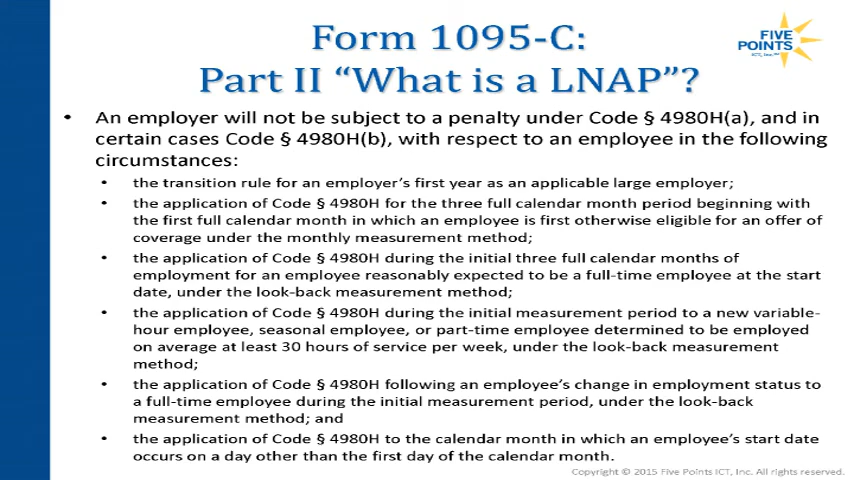 Form 1095-C:
Part II “What is a LNAP”?
FIVE
POINTS
ICT, Inc.
• An employer will not be subject to a penalty under Code § 4980H(a), and in
certain cases Code § 4980H(b), with respect to an employee in the following
circumstances:
• the transition rule for an employer’s first year as an applicable large employer;
• the application of Code § 4980H for the three full calendar month period beginning with
the first full calendar month in which an employee is first otherwise eligible for an offer of
coverage under the monthly measurement method;
• the application of Code § 4980H during the initial three full calendar months of
employment for an employee reasonably expected to be a full-time employee at the start
date, under the look-back measurement method;
• the application of Code § 4980H during the initial measurement period to a new variable-
hour employee, seasonal employee, or part-time employee determined to be employed
on average at least 30 hours of service per week, under the look-back measurement
method;
• the application of Code § 4980H following an employee’s change in employment status to
a full-time employee during the initial measurement period, under the look-back
measurement method; and
• the application of Code § 4980H to the calendar month in which an employee’s start date
occurs on a day other than the first day of the calendar month.
Copyright © 2015 Five Points ICT, Inc. All rights reserved.